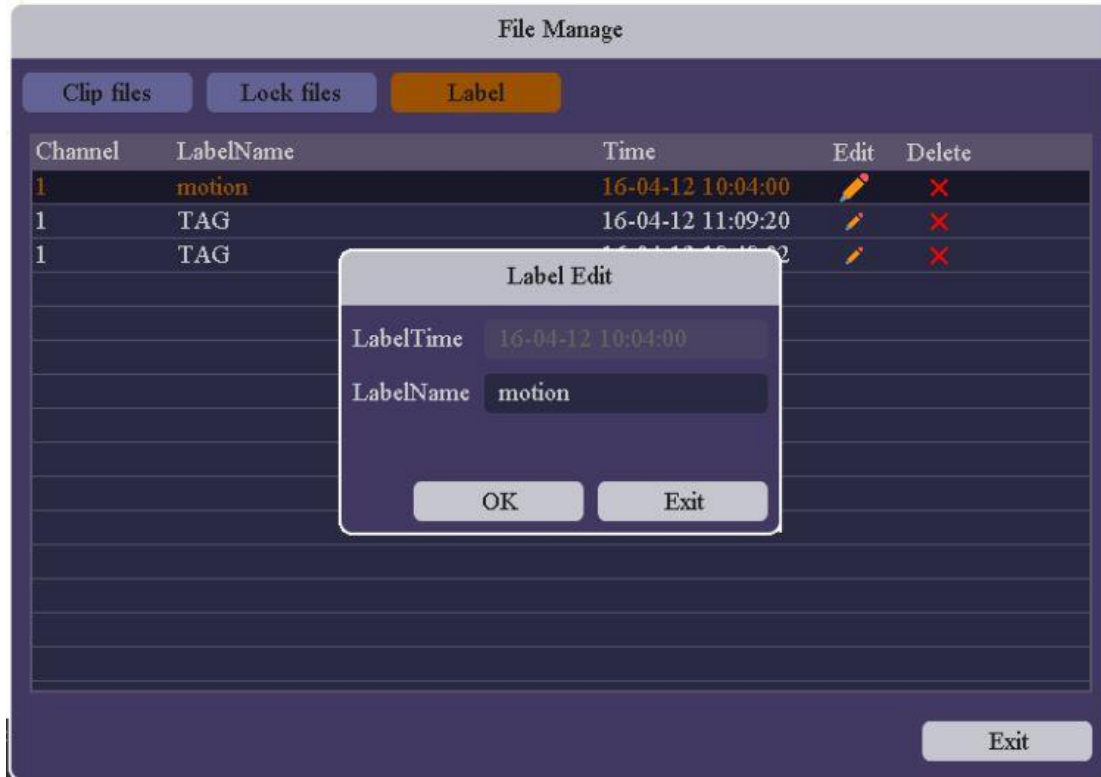 File Manage
Clip files Lock files Label
Channel LabelName Time Edit Delete
1 motion 16-04-12 10:04:00
1 TAG 16-04-12 11:09:20
1 TAG
Label Edit
LabelTime 16-04-12 10:04:00
LabelName motion
OK Exit
Exit